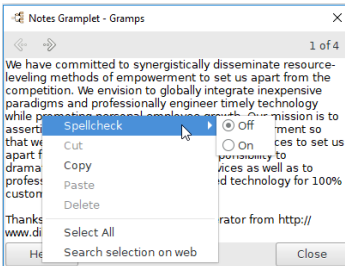 Notes Gramplet - Gramps
1 of 4
We have committed to synergistically disseminate resource-
leveling methods of empowerment to set us apart from the
competition. We envision to globally integrate inexpensive
paradigms and professionally engineer timely technology
while promoting personal employee growth. Our mission is to
asserti
Spellcheck
Off
rment so
that we
Cut
On
ces to set us
apart f
Copy
ponsibility to
drama
vices as well as to
profess
Paste
ed technology for 100%
custom
Delete
Thanks
rator from http://
www.di
Select All
He
Search selection on web
Close